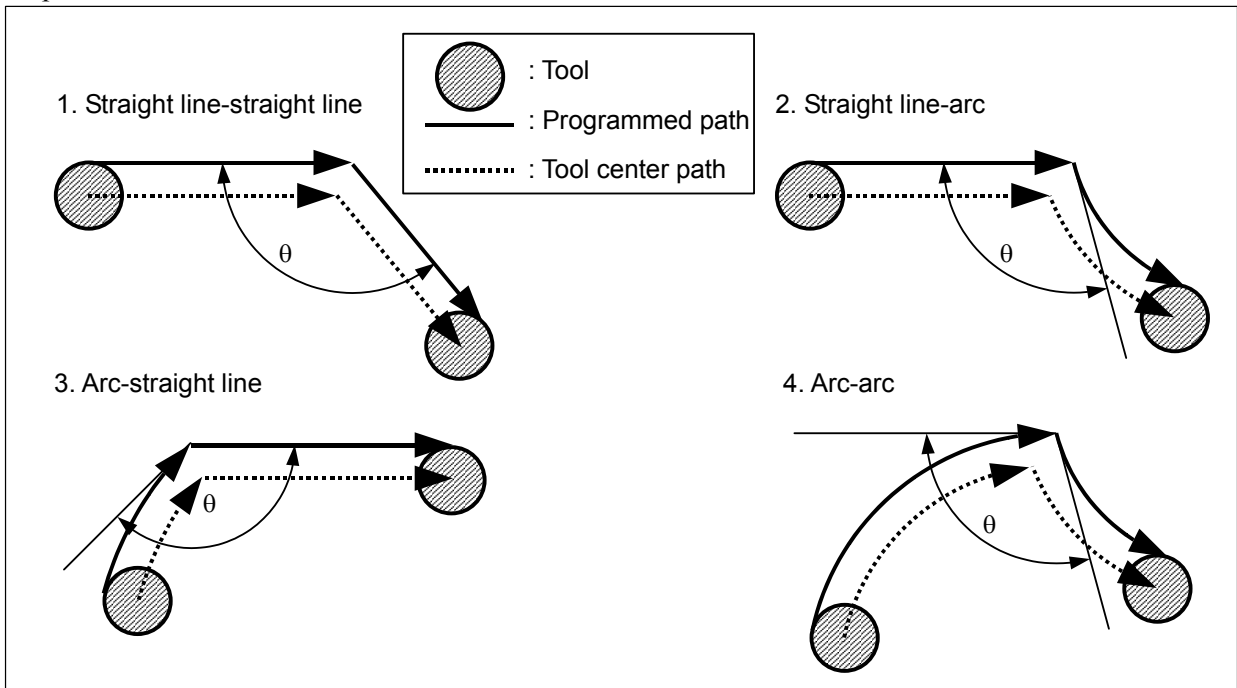 : Tool
: Programmed path
: Tool center path
1. Straight line-straight line
2. Straight line-arc
θ
θ
3. Arc-straight line
4. Arc-arc
θ
θ